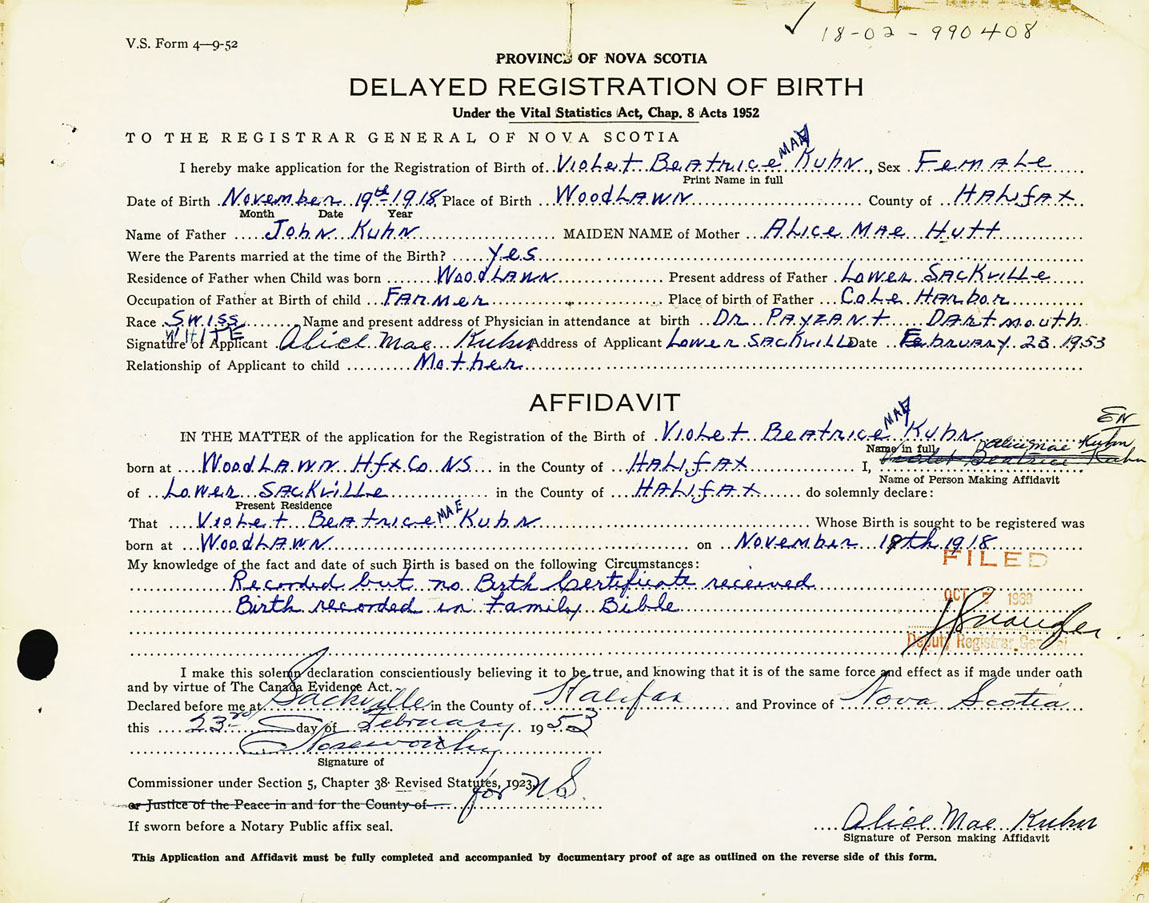 18-02-990408
V.S. Form 4—9-52
PROVINCE OF NOVA SCOTIA
DELAYED REGISTRATION OF BIRTH
Under the Vital Statistics Act, Chap. 8 Acts 1952
TO THE REGISTRAR GENERAL OF NOVA SCOTIA
MAE
I hereby make application for the Registration of Birth of Violet Beatrice Kuhn, Sex Female
Print Name in full
Date of Birth November 19th 1918 Place of Birth Woodlawn County of Halifax
Month Date Year
Name of Father John Kuhn MAIDEN NAME of Mother Alice Mae Hutt
Were the Parents married at the time of the Birth? yes
Residence of Father when Child was born Woodlawn Present address of Father Lower Sackville
Occupation of Father at Birth of child Farmer Place of birth of Father Cole Harbor
Race Swiss Name and present address of Physician in attendance at birth Dr Payzant Dartmouth
WHITE
Signature of Applicant Alice Mae Kuhn Address of Applicant Lower Sackville Date February 23 1953
Relationship of Applicant to child Mother
AFFIDAVIT
MAE
IN THE MATTER of the application for the Registration of the Birth of Violet Beatrice Kuhn
Name in full Alice Mae Kuhn
born at Woodlawn Hfx Co. NS in the County of Halifax I, Violet Beatrice Kuhn
Name of Person Making Affidavit
of Lower Sackville in the County of Halifax do solemnly declare:
Present Residence
That Violet Beatrice MAE Kuhn Whose Birth is sought to be registered was
born at Woodlawn on November 19th 1918
FILED
My knowledge of the fact and date of such Birth is based on the following Circumstances:
Recorded but no Birth Certificate received
Birth recorded in Family Bible
OCT
Deputy Registrar General
I make this solemn declaration conscientiously believing it to be true, and knowing that it is of the same force and effect as if made under oath
and by virtue of The Canada Evidence Act.
Declared before me at Sackville in the County of Halifax and Province of Nova Scotia
this 23rd day of February 1953
Noseworthy
Signature of
Commissioner under Section 5, Chapter 38 Revised Statutes, 1923,
or Justice of the Peace in and for the County of for NS.
If sworn before a Notary Public affix seal.
Alice Mae Kuhn
Signature of Person making Affidavit
This Application and Affidavit must be fully completed and accompanied by documentary proof of age as outlined on the reverse side of this form.